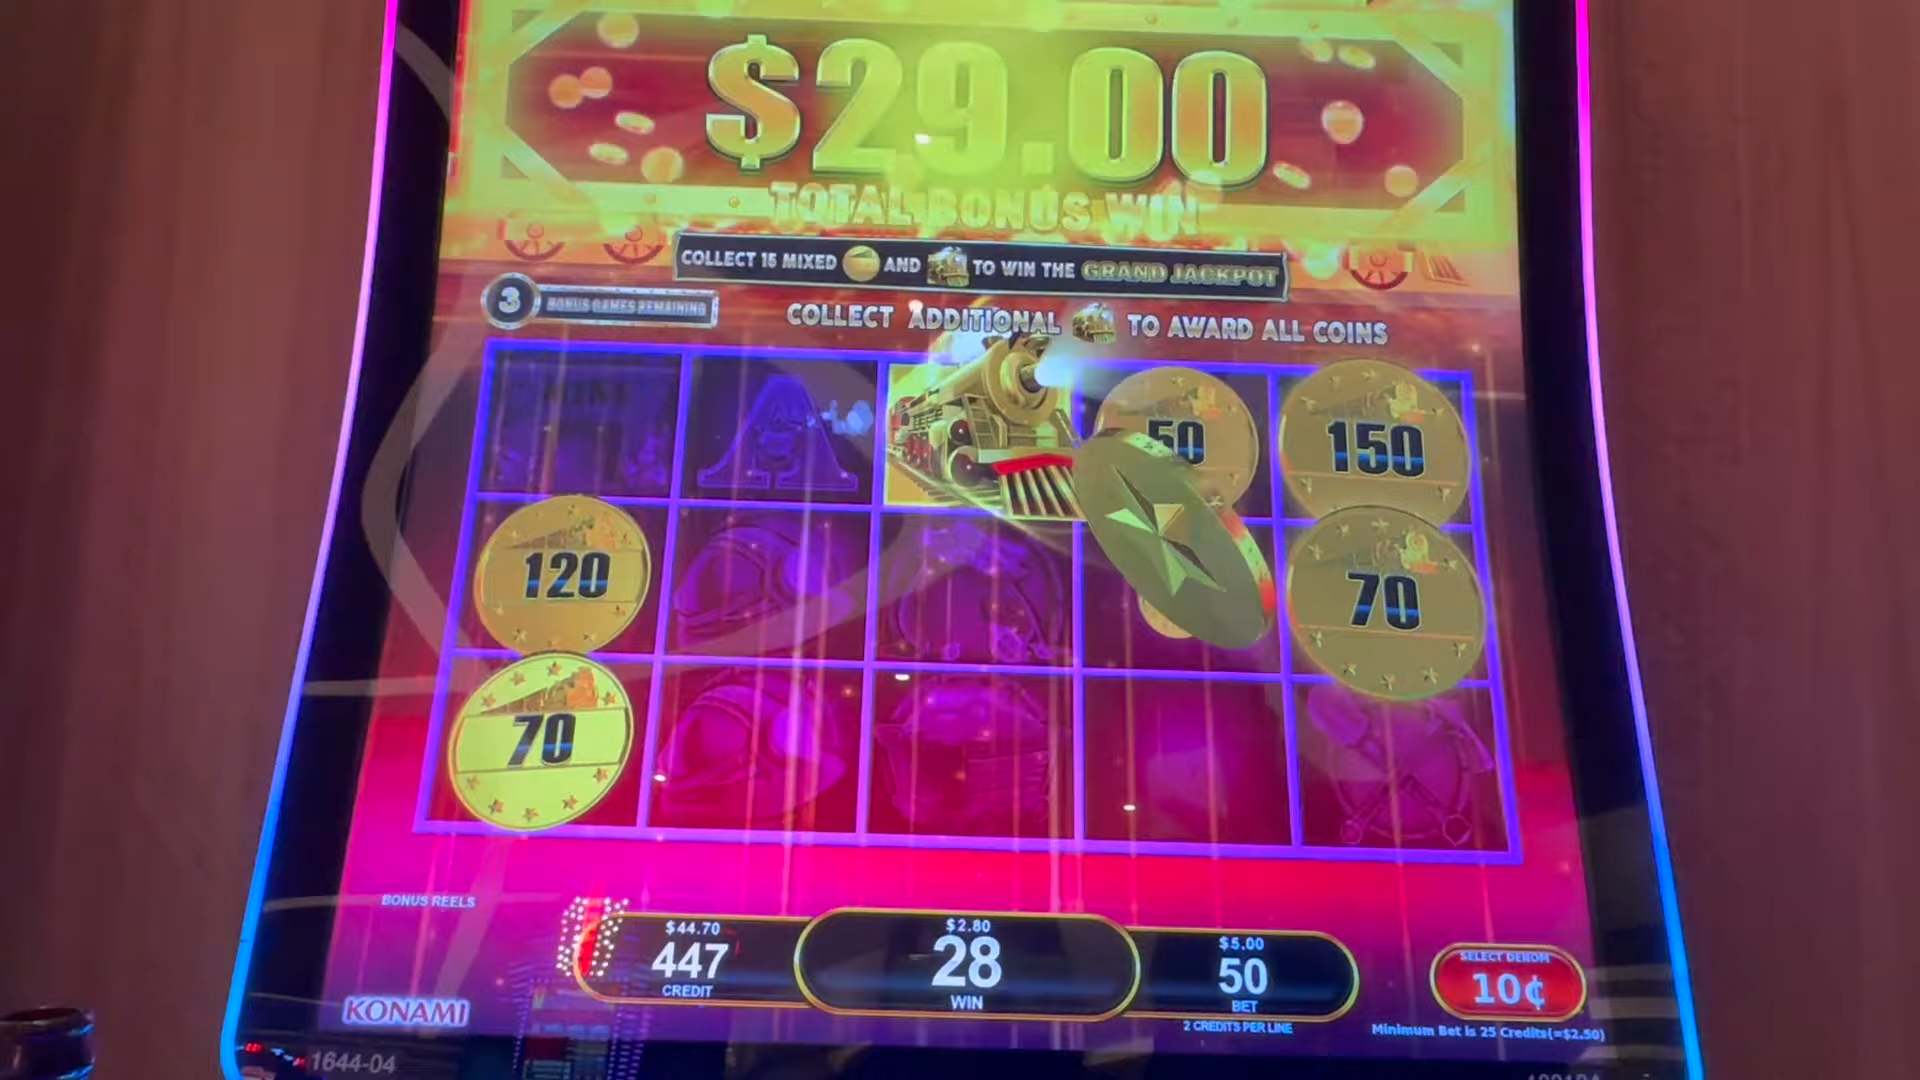 $29.00
TOTAL BONUS WIN
COLLECT 15 MIXED AND TO WIN THE GRAND JACKPOT
3 BONUS GAMES REMAINING
COLLECT ADDITIONAL TO AWARD ALL COINS
MINI
50
150
120
70
70
BONUS REELS
$44.70
447
CREDIT
$2.80
28
WIN
$5.00
50
BET
2 CREDITS PER LINE
SELECT DENOM
10¢
Minimum Bet is 25 Credits(=$2.50)
KONAMI
1644-04